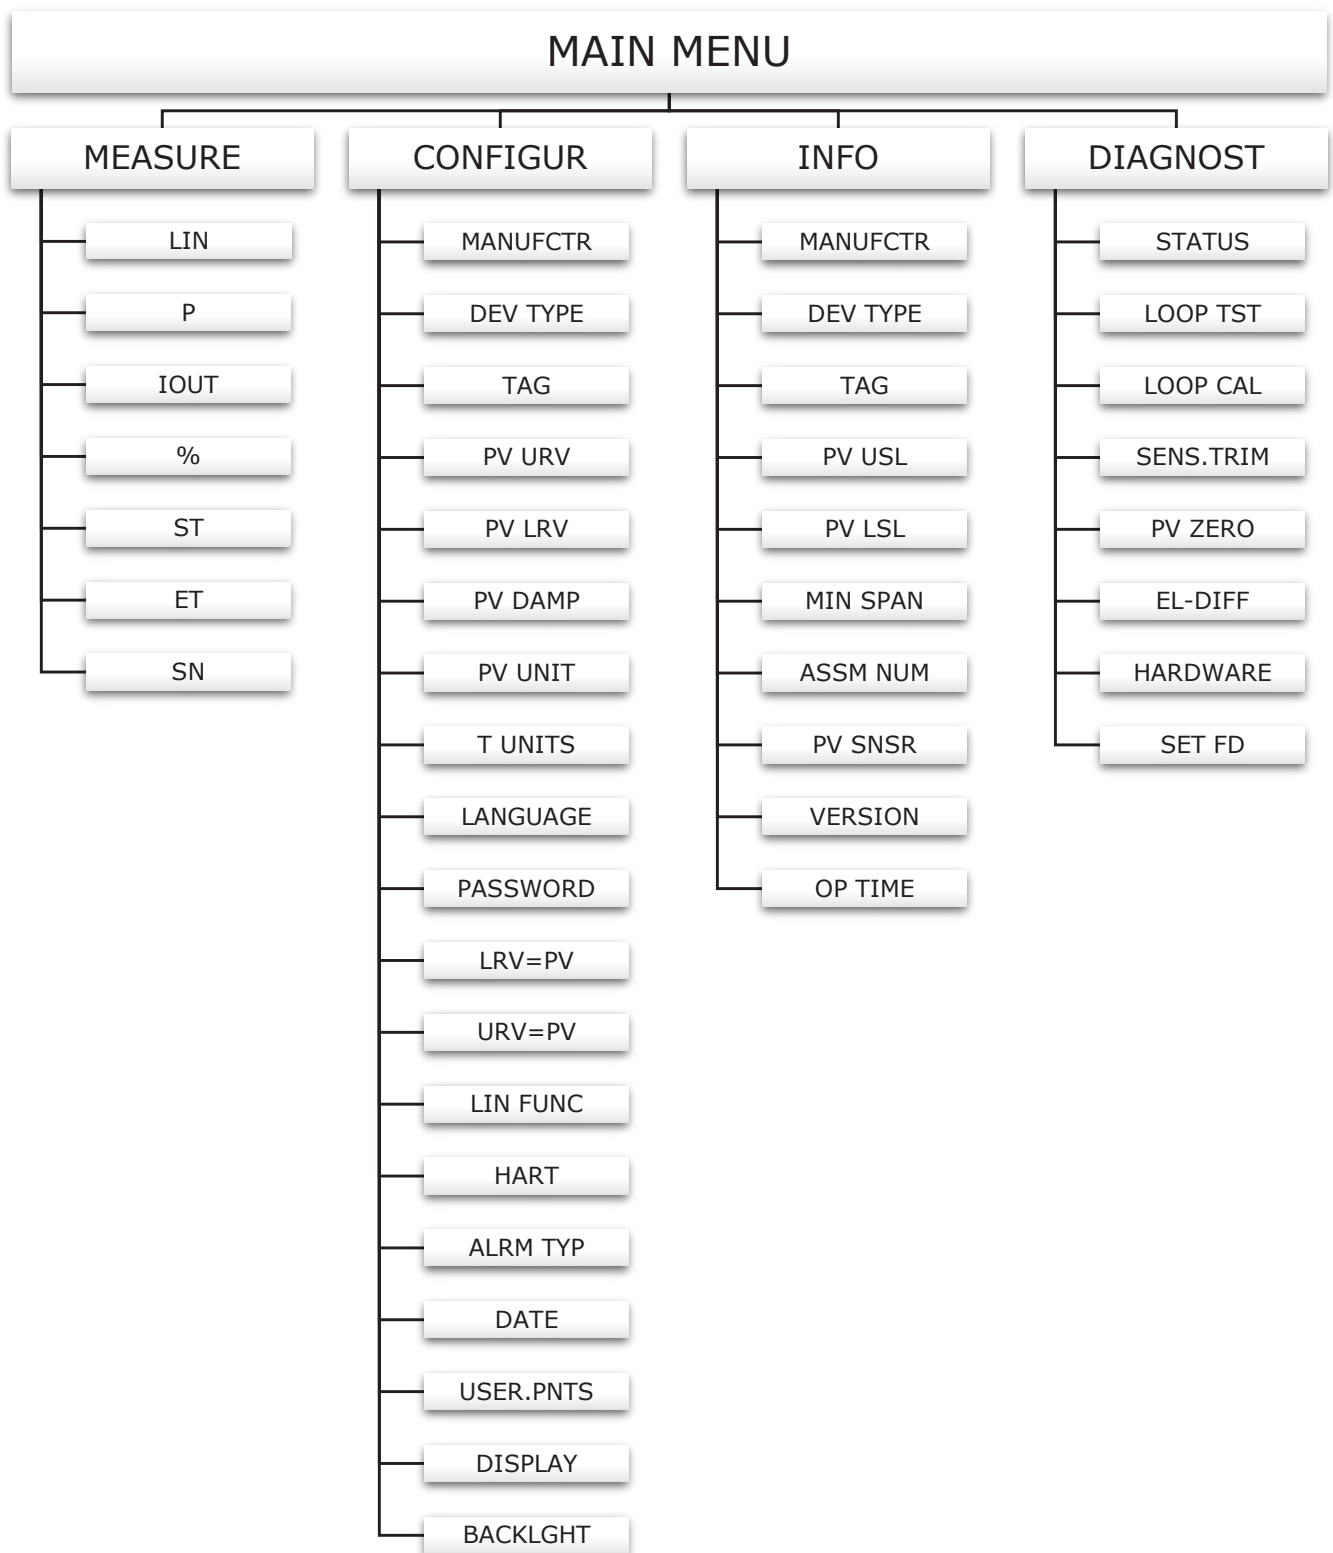 MAIN MENU
MEASURE
LIN
P
IOUT
%
ST
ET
SN
CONFIGUR
MANUFCTR
DEV TYPE
TAG
PV URV
PV LRV
PV DAMP
PV UNIT
T UNITS
LANGUAGE
PASSWORD
LRV=PV
URV=PV
LIN FUNC
HART
ALRM TYP
DATE
USER.PNTS
DISPLAY
BACKLGHT
INFO
MANUFCTR
DEV TYPE
TAG
PV USL
PV LSL
MIN SPAN
ASSM NUM
PV SNSR
VERSION
OP TIME
DIAGNOST
STATUS
LOOP TST
LOOP CAL
SENS.TRIM
PV ZERO
EL-DIFF
HARDWARE
SET FD